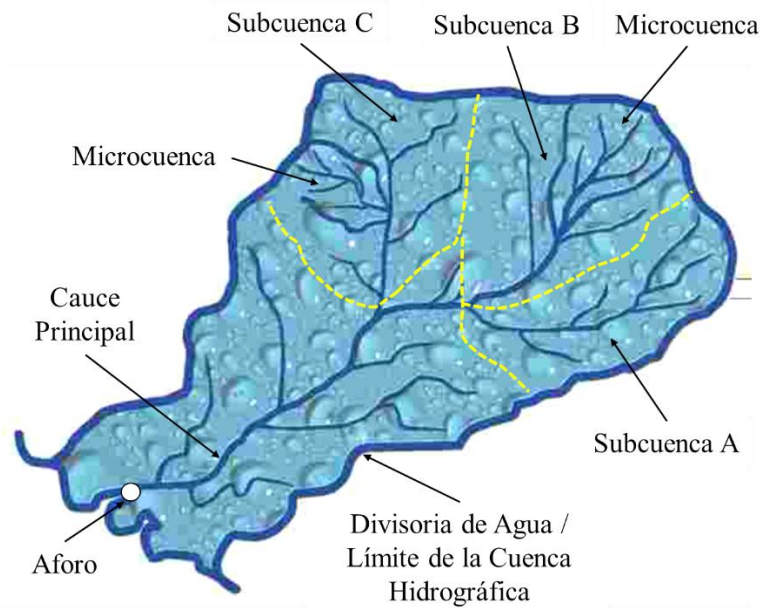 Subcuenca C
Subcuenca B
Microcuenca
Microcuenca
Cauce
Principal
Subcuenca A
Aforo
Divisoria de Agua /
Límite de la Cuenca
Hidrográfica